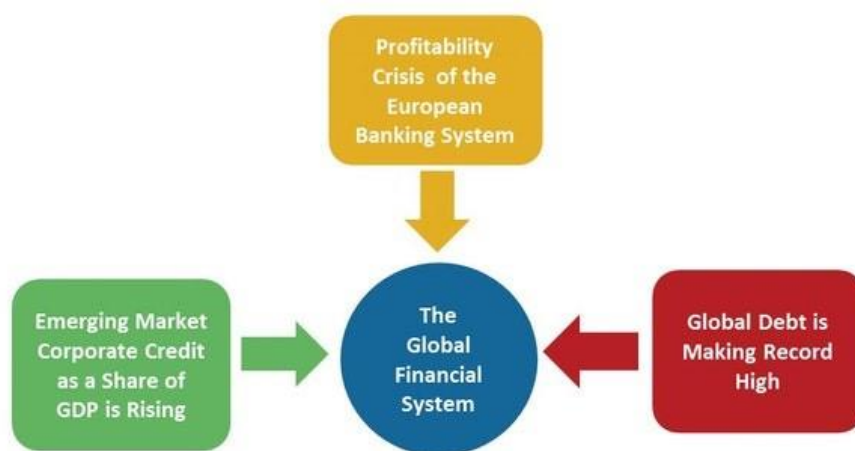 Profitability
Crisis of the
European
Banking System
Emerging Market
Corporate Credit
as a Share of
GDP is Rising
The
Global
Financial
System
Global Debt is
Making Record
High